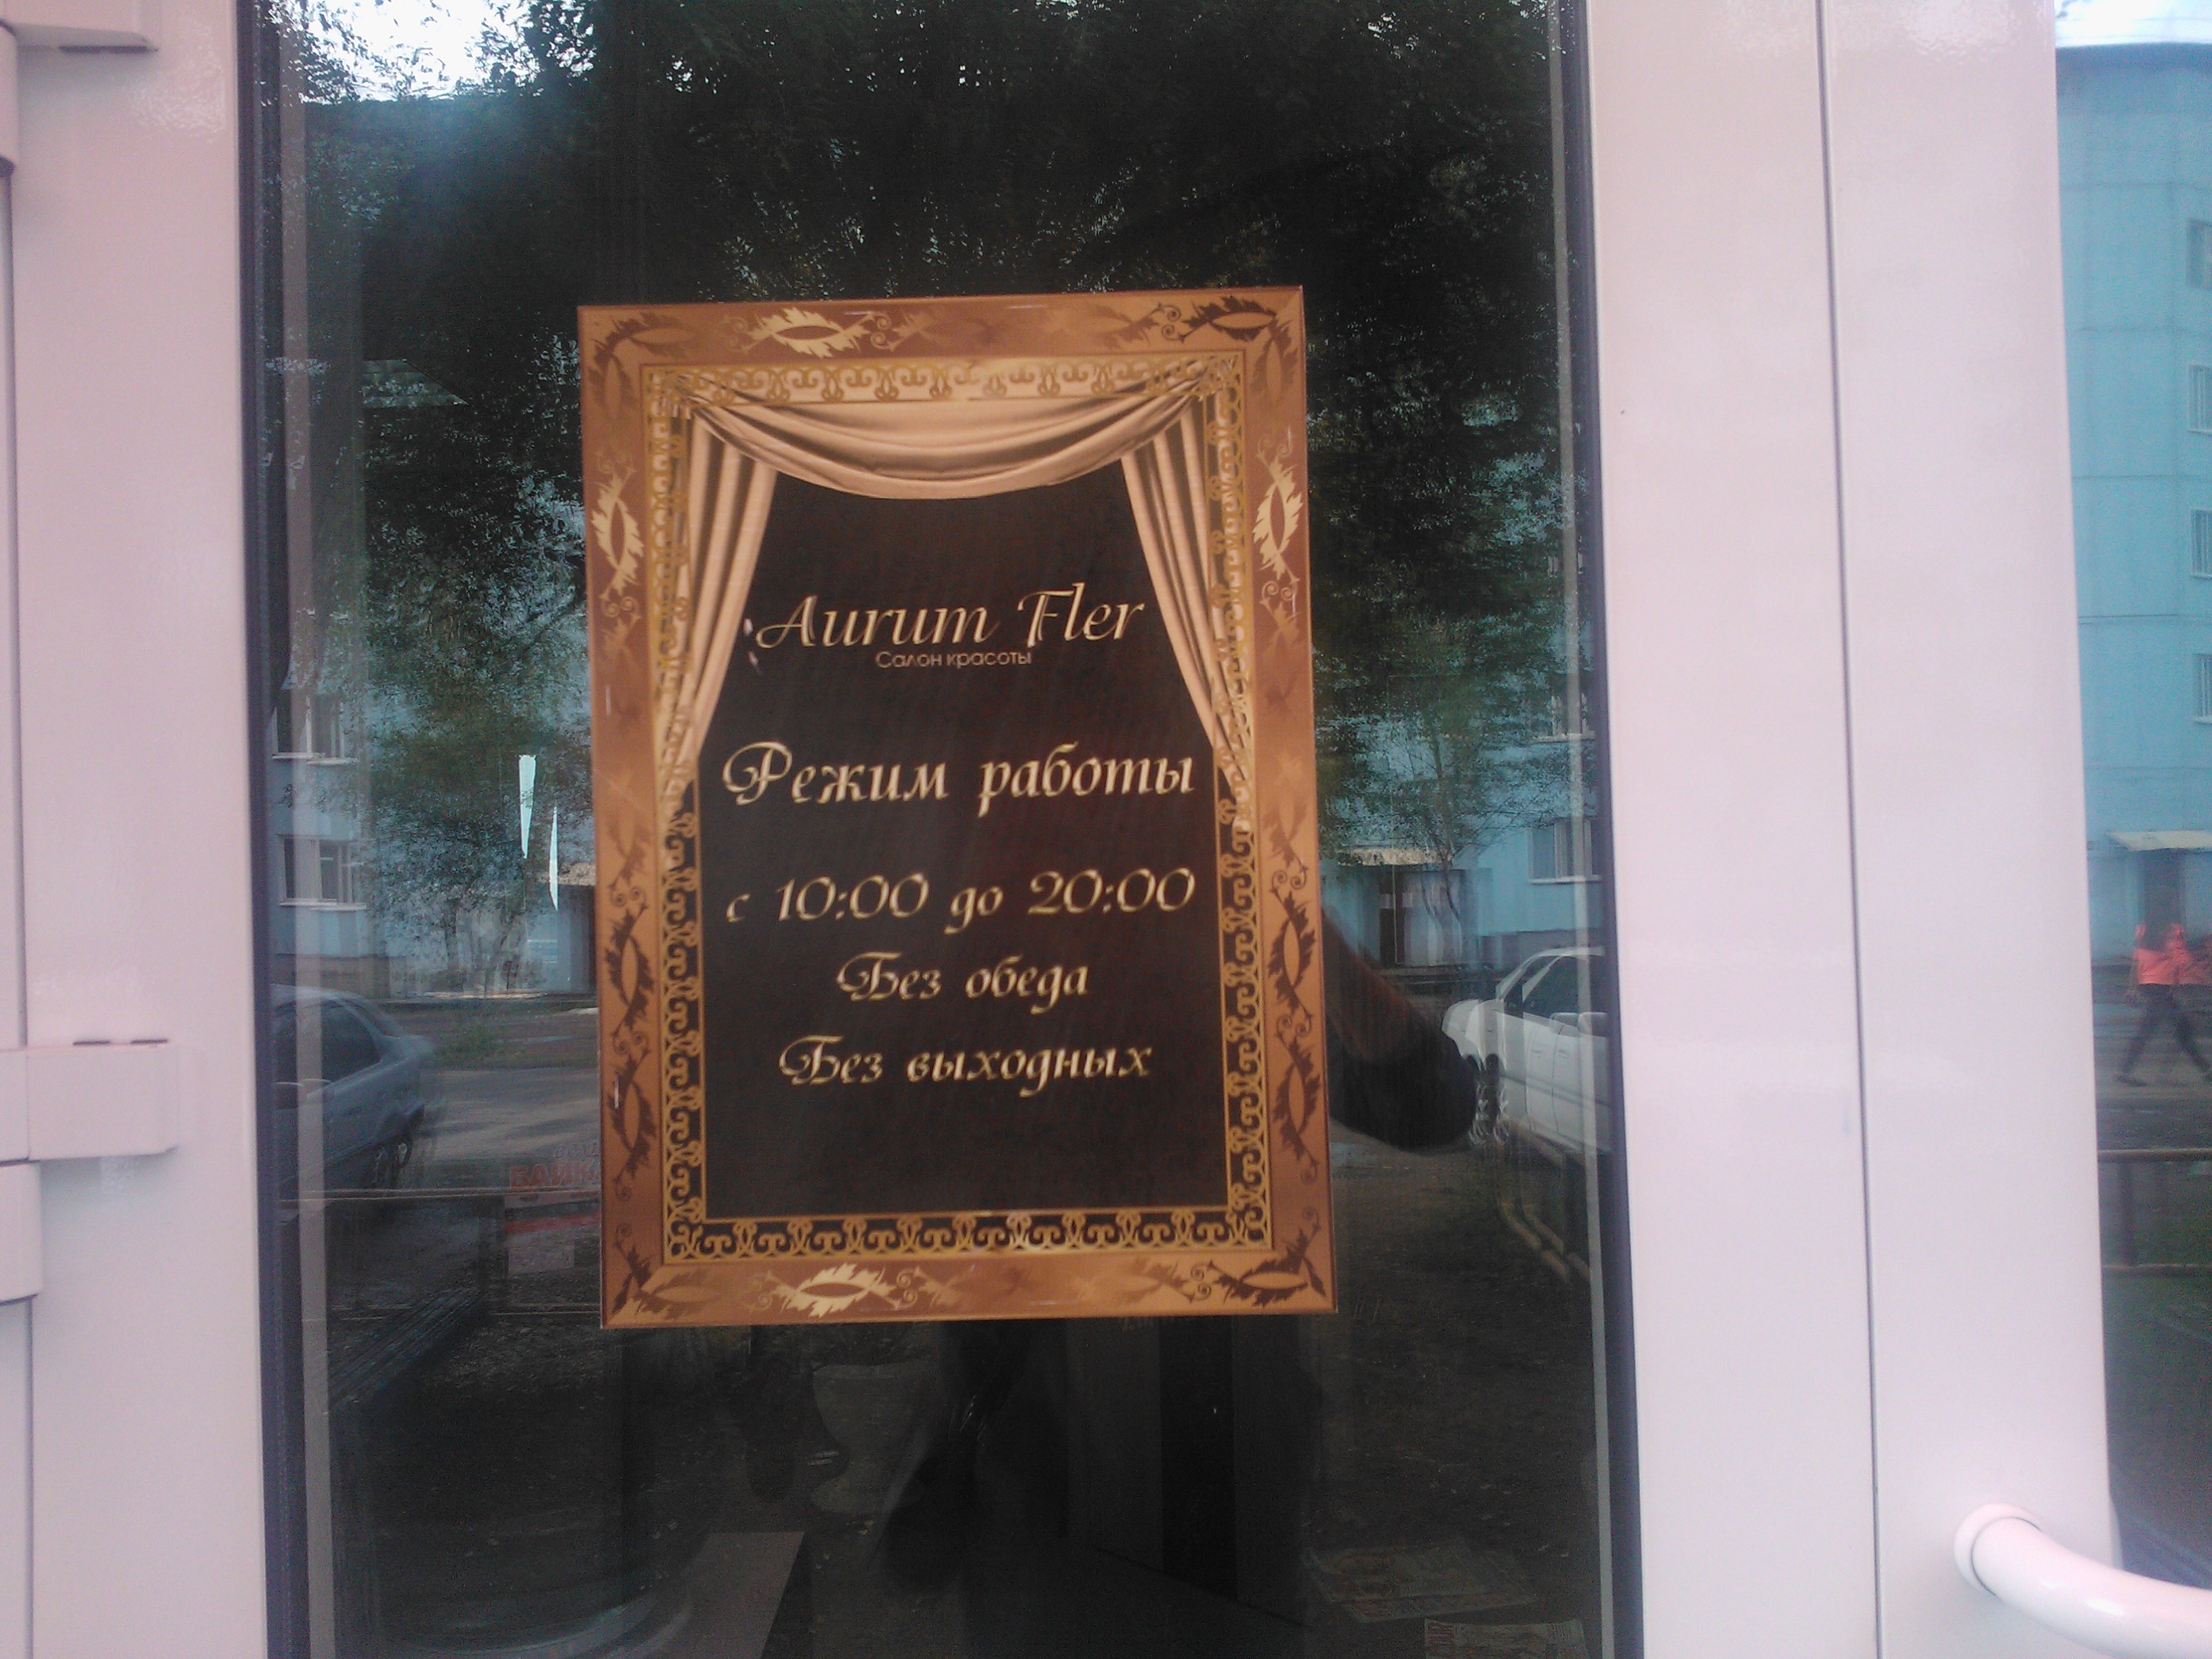 Aurum Fler
Салон красоты
Режим работы
с 10:00 до 20:00
Без обеда
Без выходных